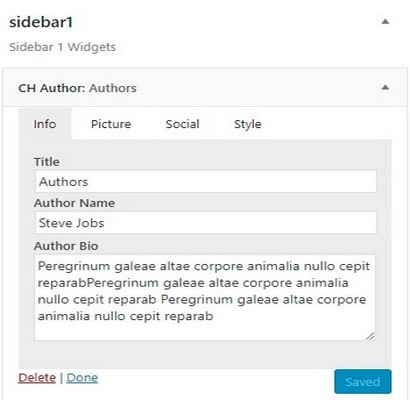 sidebar1
Sidebar 1 Widgets
CH Author: Authors
Info Picture Social Style
Title
Authors
Author Name
Steve Jobs
Author Bio
Peregrinum galeae altae corpore animalia nullo cepit
reparabPeregrinum galeae altae corpore animalia
nullo cepit reparab Peregrinum galeae altae corpore
animalia nullo cepit reparab
Delete | Done Saved